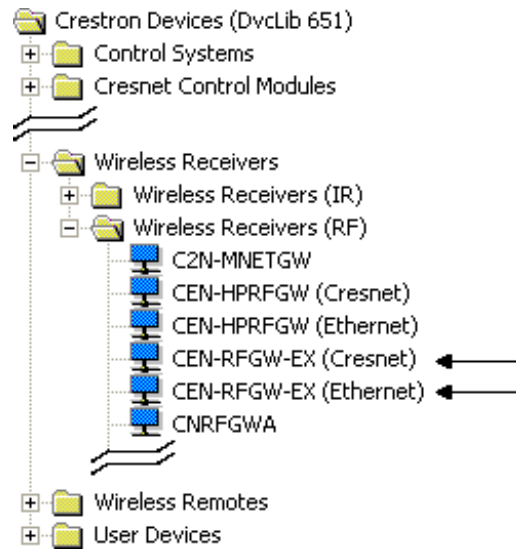 Crestron Devices (DvcLib 651)
Control Systems
Cresnet Control Modules
Wireless Receivers
Wireless Receivers (IR)
Wireless Receivers (RF)
C2N-MNETGW
CEN-HPRFGW (Cresnet)
CEN-HPRFGW (Ethernet)
CEN-RFGW-EX (Cresnet)
CEN-RFGW-EX (Ethernet)
CNRFGWA
Wireless Remotes
User Devices